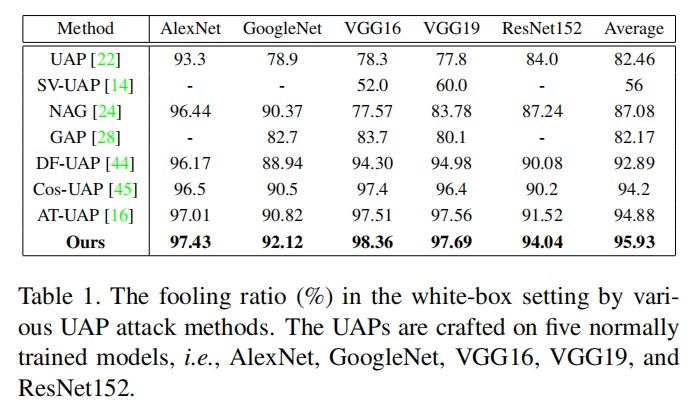 Method AlexNet GoogleNet VGG16 VGG19 ResNet152 Average
UAP [22] 93.3 78.9 78.3 77.8 84.0 82.46
SV-UAP [14] - - 52.0 60.0 - 56
NAG [24] 96.44 90.37 77.57 83.78 87.24 87.08
GAP [28] - 82.7 83.7 80.1 - 82.17
DF-UAP [44] 96.17 88.94 94.30 94.98 90.08 92.89
Cos-UAP [45] 96.5 90.5 97.4 96.4 90.2 94.2
AT-UAP [16] 97.01 90.82 97.51 97.56 91.52 94.88
Ours 97.43 92.12 98.36 97.69 94.04 95.93
Table 1. The fooling ratio (%) in the white-box setting by vari-
ous UAP attack methods. The UAPs are crafted on five normally
trained models, i.e., AlexNet, GoogleNet, VGG16, VGG19, and
ResNet152.